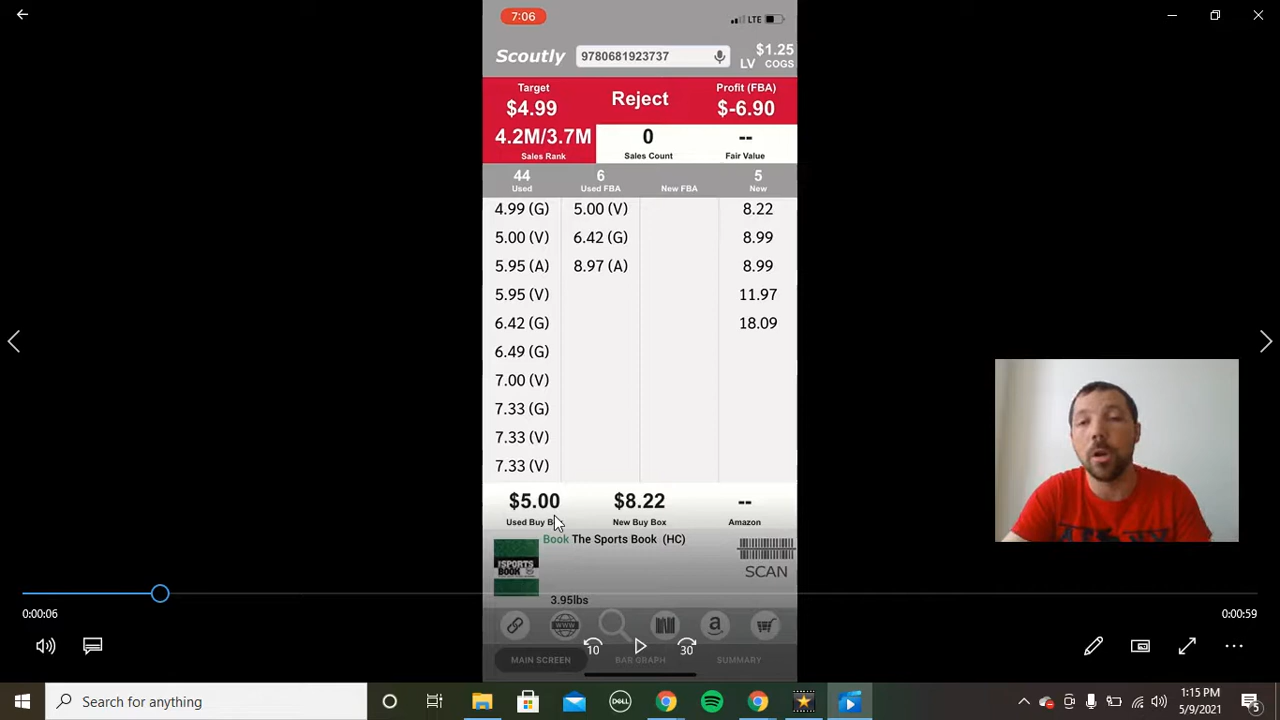 7:06
LTE
Scoutly
9780681923737
$1.25
LV COGS
Target
$4.99
Reject
Profit (FBA)
$-6.90
4.2M/3.7M
Sales Rank
0
Sales Count
--
Fair Value
44
Used
6
Used FBA
New FBA
5
New
4.99 (G) 5.00 (V) 8.22
5.00 (V) 6.42 (G) 8.99
5.95 (A) 8.97 (A) 8.99
5.95 (V) 11.97
6.42 (G) 18.09
6.49 (G)
7.00 (V)
7.33 (G)
7.33 (V)
7.33 (V)
$5.00
Used Buy B
$8.22
New Buy Box
--
Amazon
Book The Sports Book (HC)
SPORTS
BOOK
SCAN
3.95lbs
0:00:06
0:00:59
WWW
a
10
30
MAIN SCREEN
BAR GRAPH
SUMMARY
Search for anything
DELL
1:15 PM
5/9/2021
5